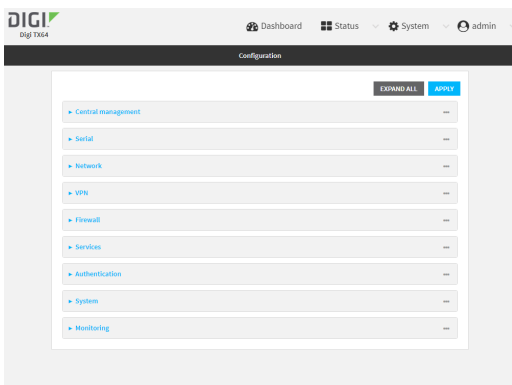 DIGI
Digi TX64
Dashboard
Status
System
admin
Configuration
EXPAND ALL
APPLY
Central management
Serial
Network
VPN
Firewall
Services
Authentication
System
Monitoring